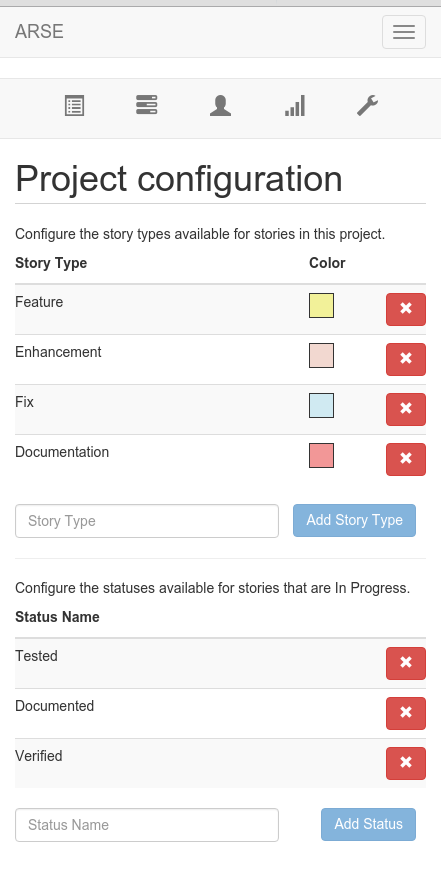 ARSE
Project configuration
Configure the story types available for stories in this project.
Story Type Color
Feature
Enhancement
Fix
Documentation
Story Type Add Story Type
Configure the statuses available for stories that are In Progress.
Status Name
Tested
Documented
Verified
Status Name Add Status